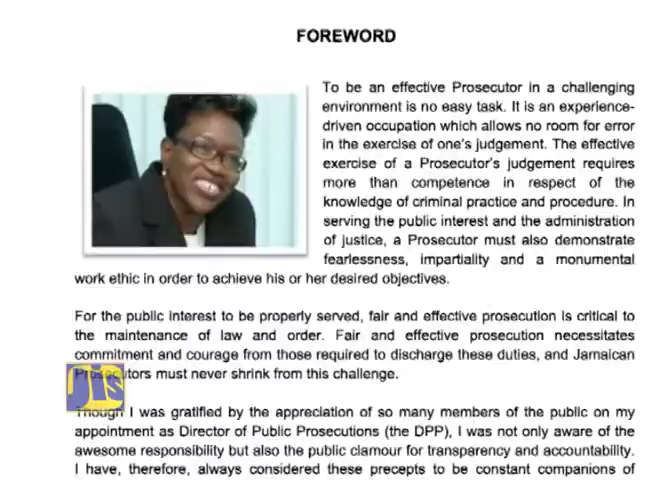 FOREWORD
To be an effective Prosecutor in a challenging
environment is no easy task. It is an experience-
driven occupation which allows no room for error
in the exercise of one's judgement. The effective
exercise of a Prosecutor's judgement requires
more than competence in respect of the
knowledge of criminal practice and procedure. In
serving the public interest and the administration
of justice, a Prosecutor must also demonstrate
fearlessness, impartiality and a monumental
work ethic in order to achieve his or her desired objectives.
For the public interest to be properly served, fair and effective prosecution is critical to
the maintenance of law and order. Fair and effective prosecution necessitates
commitment and courage from those required to discharge these duties, and Jamaican
Prosecutors must never shrink from this challenge.
jis
Though I was gratified by the appreciation of so many members of the public on my
appointment as Director of Public Prosecutions (the DPP), I was not only aware of the
awesome responsibility but also the public clamour for transparency and accountability.
I have, therefore, always considered these precepts to be constant companions of